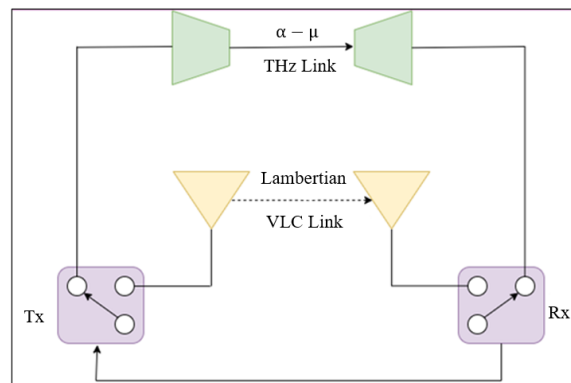 α − μ
THz Link
Lambertian
VLC Link
Tx
Rx